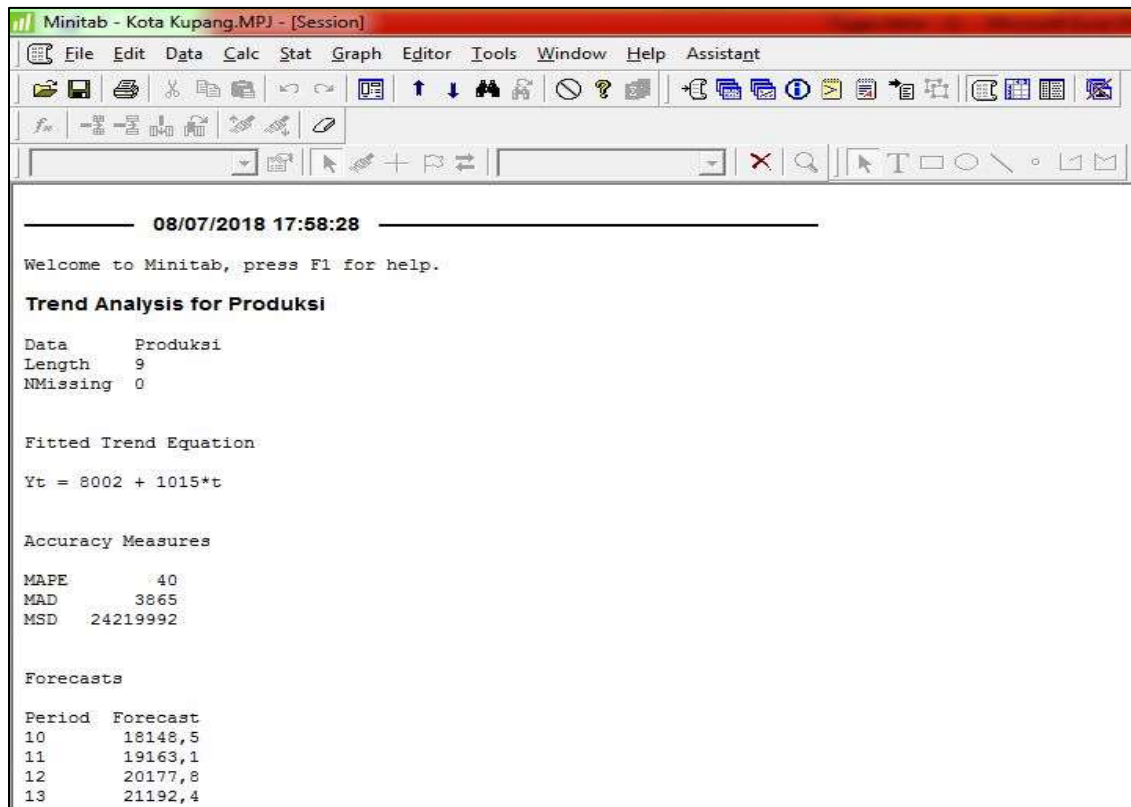 Minitab - Kota Kupang.MPJ - [Session]
File Edit Data Calc Stat Graph Editor Tools Window Help Assistant
08/07/2018 17:58:28
Welcome to Minitab, press F1 for help.
Trend Analysis for Produksi
Data Produksi
Length 9
NMissing 0
Fitted Trend Equation
Yt = 8002 + 1015*t
Accuracy Measures
MAPE 40
MAD 3865
MSD 24219992
Forecasts
Period Forecast
10 18148,5
11 19163,1
12 20177,8
13 21192,4